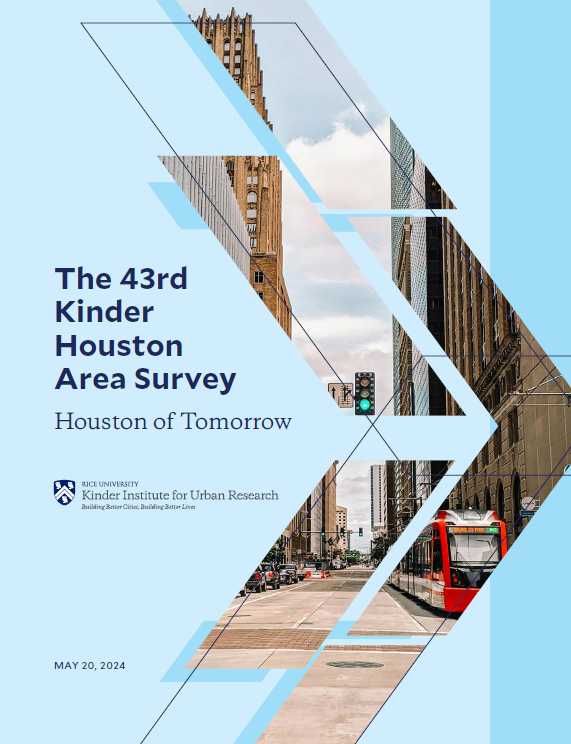 The 43rd
Kinder
Houston
Area Survey
Houston of Tomorrow
RICE UNIVERSITY
Kinder Institute for Urban Research
Building Better Cities, Building Better Lives
MAY 20, 2024